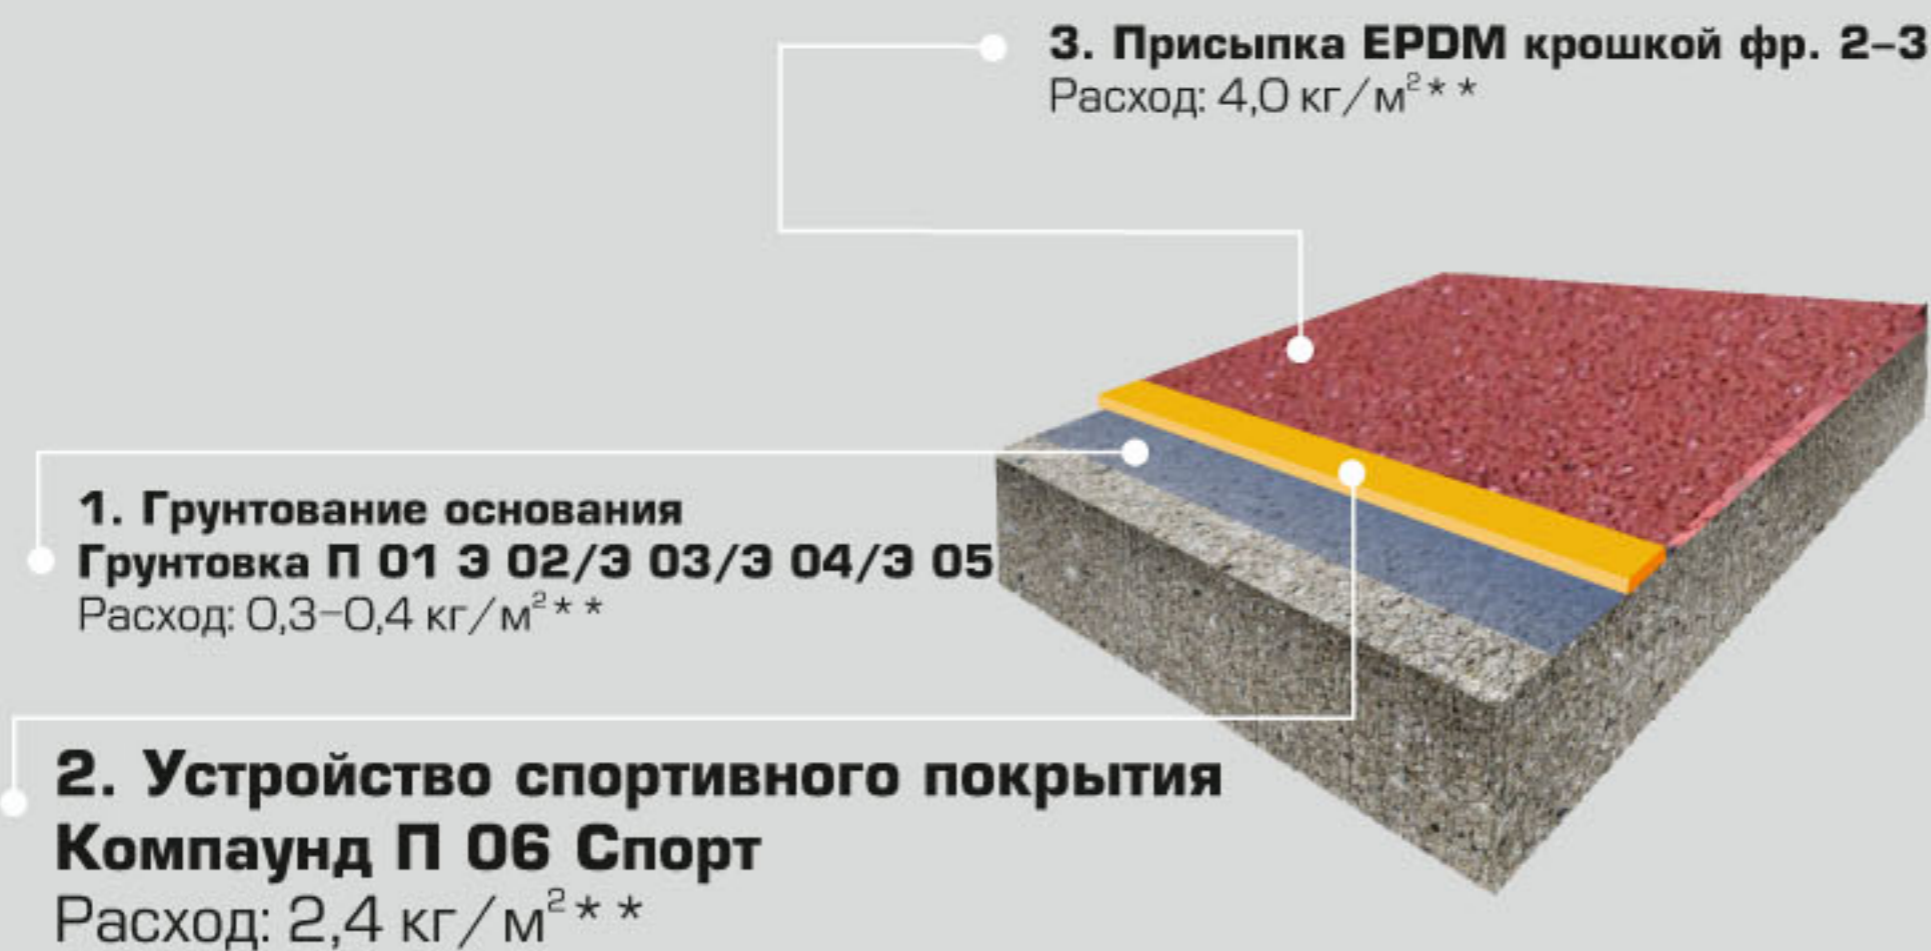 3. Присыпка EPDM крошкой фр. 2–3
Расход: 4,0 кг/м²**
1. Грунтование основания
Грунтовка П 01 Э 02/Э 03/Э 04/Э 05
Расход: 0,3–0,4 кг/м²**
2. Устройство спортивного покрытия
Компаунд П 06 Спорт
Расход: 2,4 кг/м²**